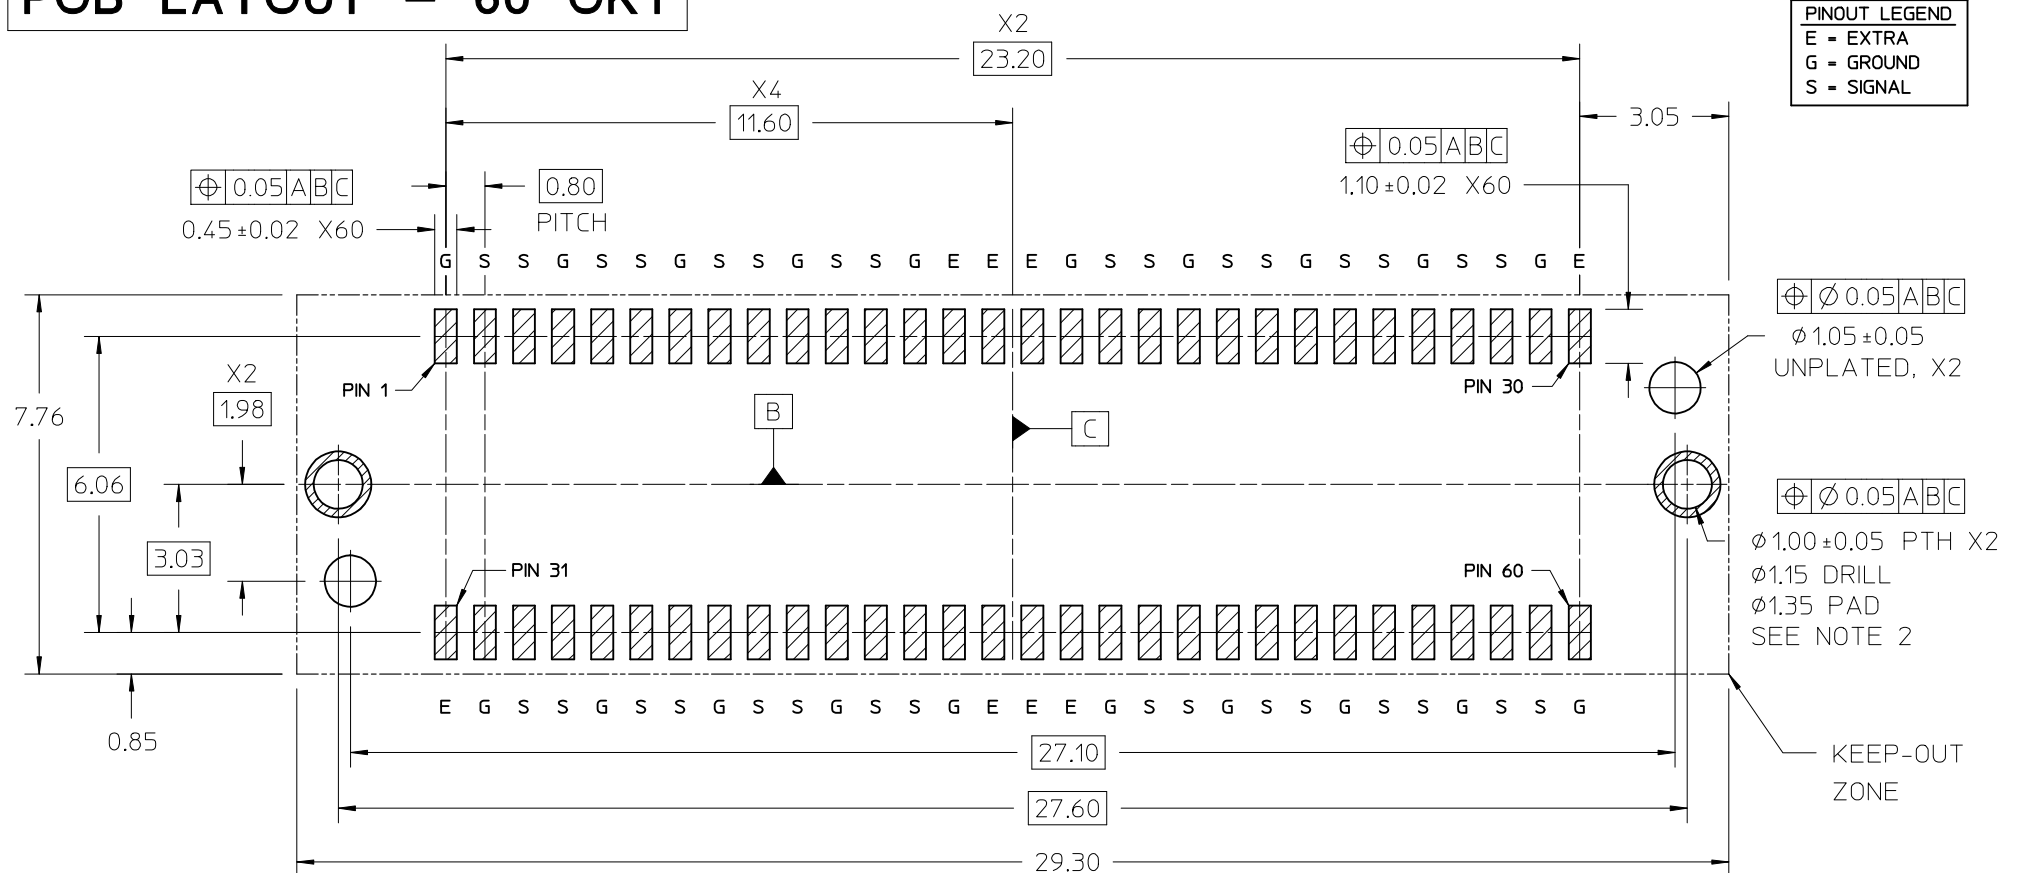 PCB LAYOUT - 60 CKT
PINOUT LEGEND
E = EXTRA
G = GROUND
S = SIGNAL
X2
23.20
X4
11.60
3.05
0.05 A B C
1.10±0.02 X60
⌖ 0.05 A B C
0.45±0.02 X60
0.80
PITCH
G S S G S S G S S G S S G E E E G S S G S S G S S G S S G E
⌖ Ø 0.05 A B C
Ø1.05±0.05
UNPLATED, X2
PIN 1
PIN 30
X2
1.98
7.76
B
C
6.06
3.03
⌖ Ø 0.05 A B C
Ø1.00±0.05 PTH X2
Ø1.15 DRILL
Ø1.35 PAD
SEE NOTE 2
PIN 31
PIN 60
E G S S G S S G S S G S S G E E E G S S G S S G S S G S S G
0.85
27.10
KEEP-OUT
ZONE
27.60
29.30